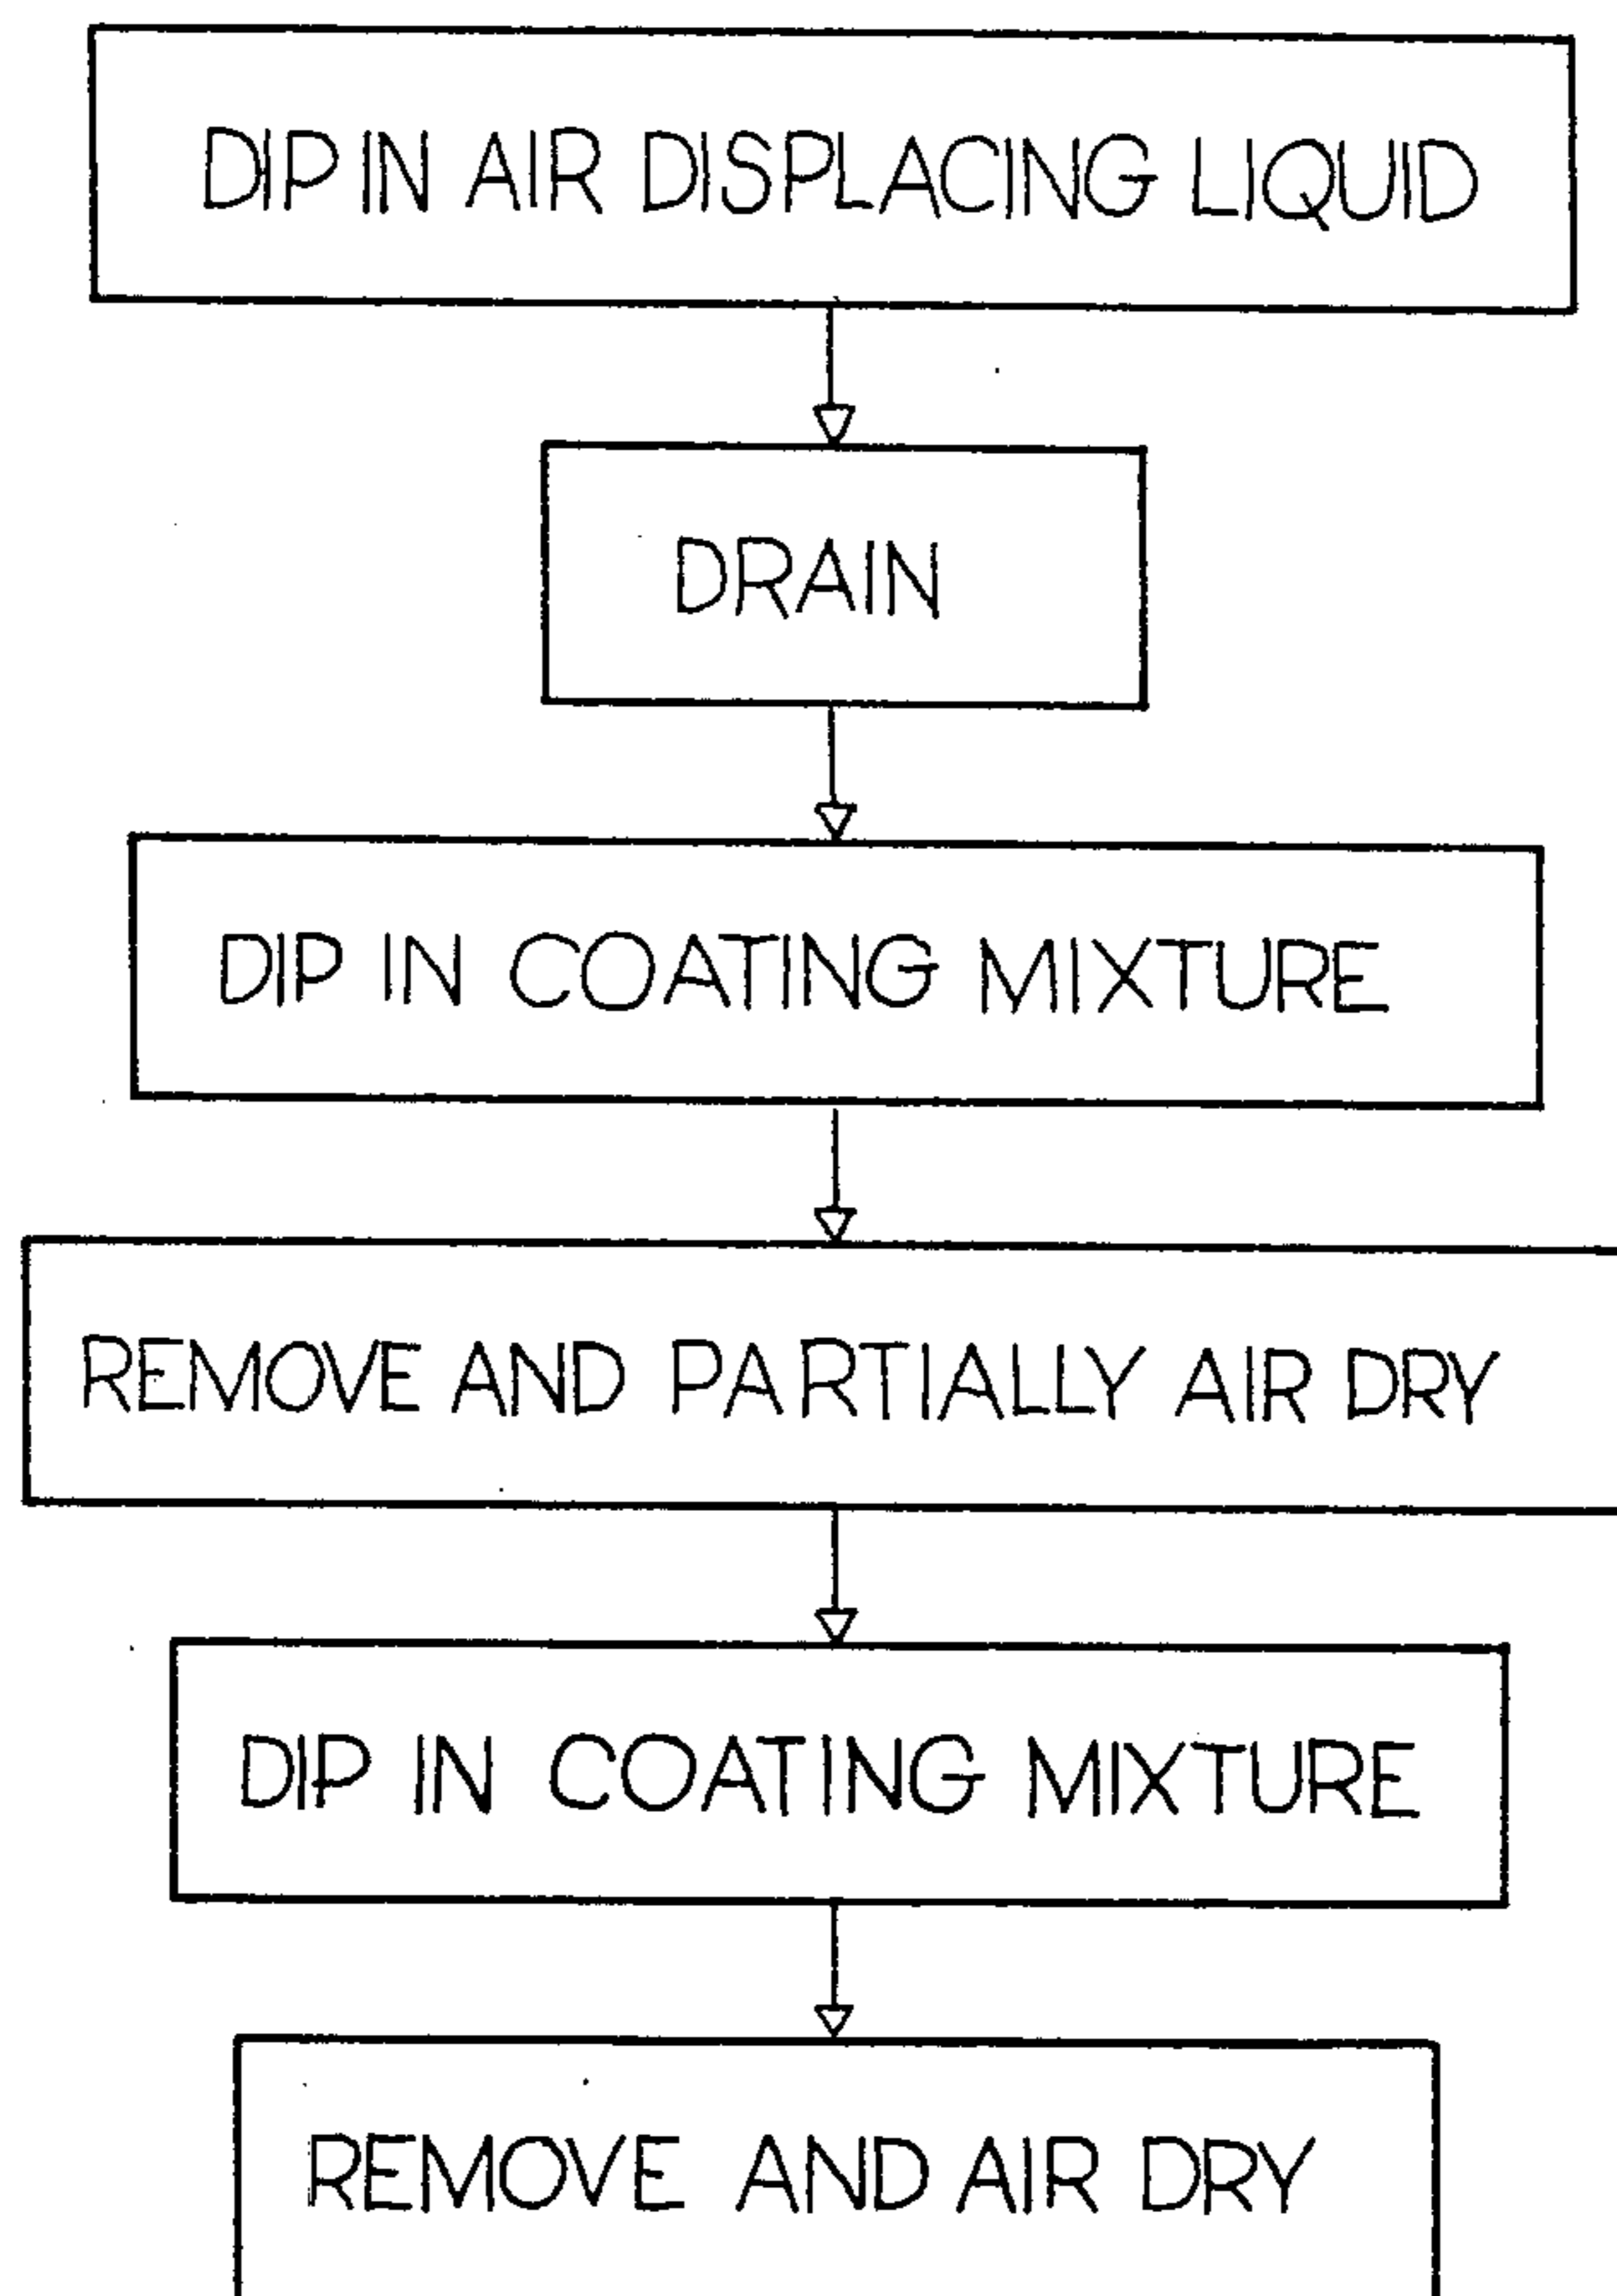 DIP IN AIR DISPLACING LIQUID
DRAIN
DIP IN COATING MIXTURE
REMOVE AND PARTIALLY AIR DRY
DIP IN COATING MIXTURE
REMOVE AND AIR DRY